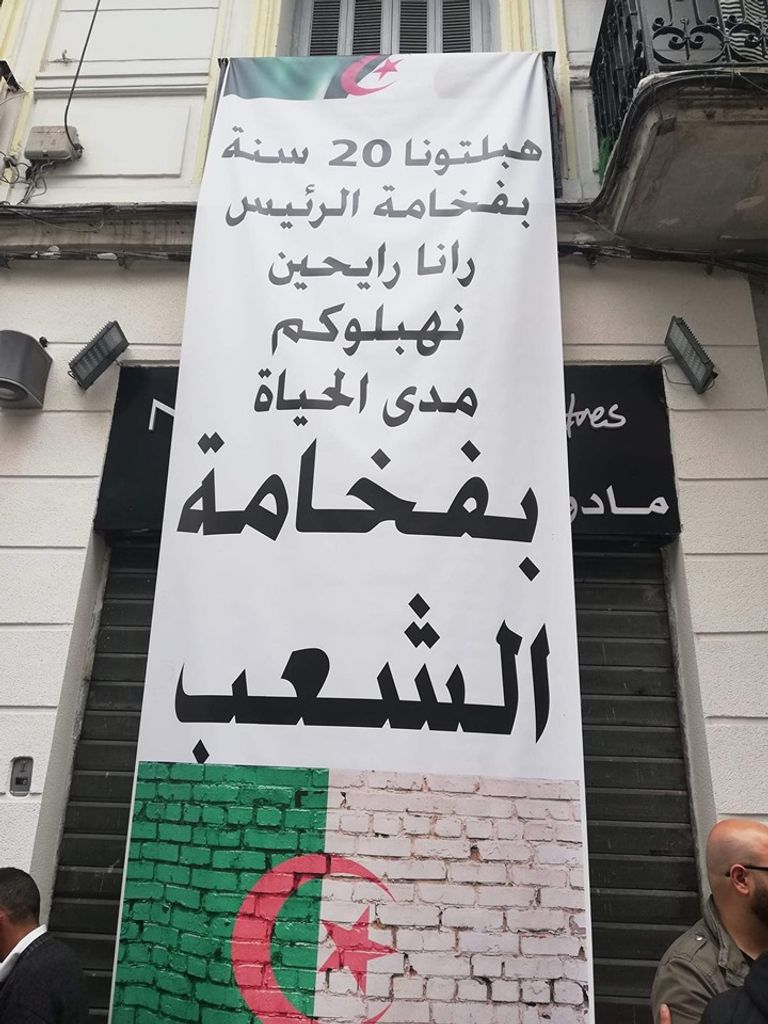 هبلتونا 20 سنة
بفخامة الرئيس
رانا رايحين
نهبلوكم
مدى الحياة
بفخامة
الشعب